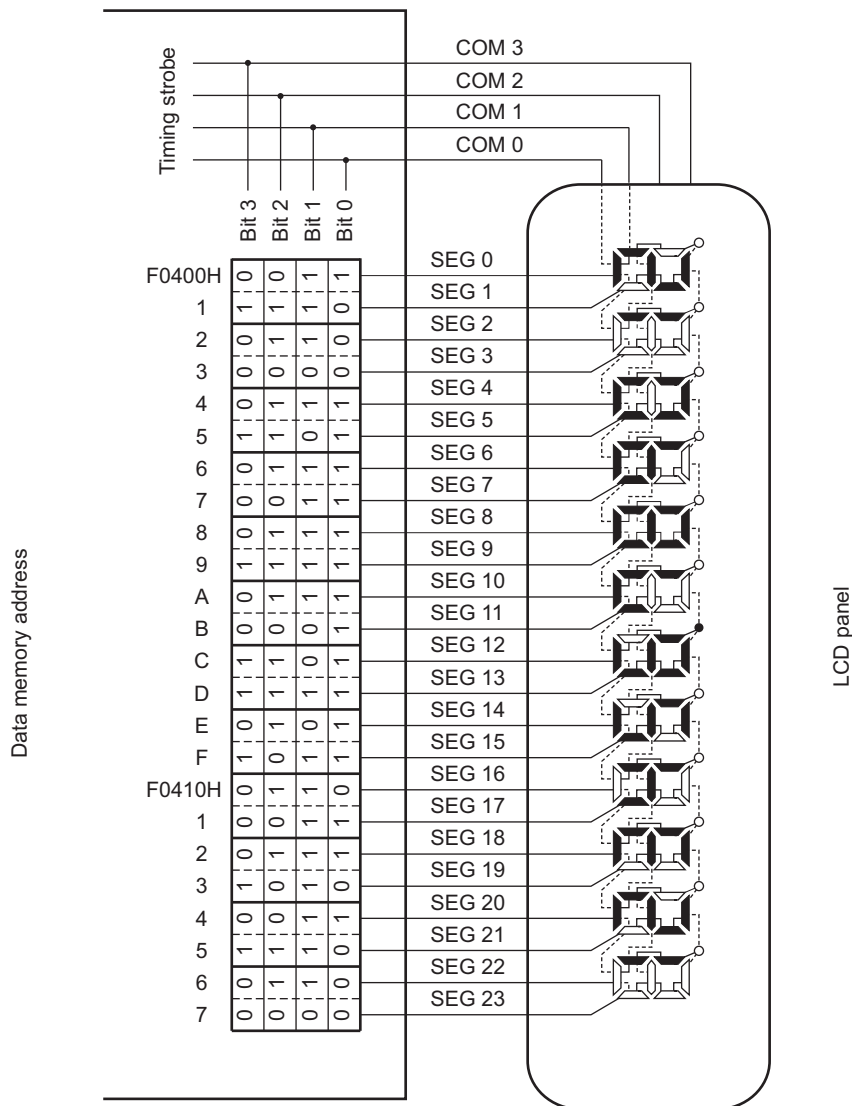 COM 3
COM 2
COM 1
COM 0
Timing strobe
Bit 3
Bit 2
Bit 1
Bit 0
F0400H 0 0 1 1 SEG 0
1 1 1 1 0 SEG 1
2 0 1 1 0 SEG 2
3 0 0 0 0 SEG 3
4 0 1 1 1 SEG 4
5 1 1 0 1 SEG 5
6 0 1 1 1 SEG 6
7 0 0 1 1 SEG 7
8 0 1 1 1 SEG 8
9 1 1 1 1 SEG 9
A 0 1 1 1 SEG 10
B 0 0 0 1 SEG 11
C 1 1 0 1 SEG 12
D 1 1 1 1 SEG 13
E 0 1 0 1 SEG 14
F 1 0 1 1 SEG 15
F0410H 0 1 1 0 SEG 16
1 0 0 1 1 SEG 17
2 0 1 1 1 SEG 18
3 1 0 1 0 SEG 19
4 0 0 1 1 SEG 20
5 1 1 1 0 SEG 21
6 0 1 1 0 SEG 22
7 0 0 0 0 SEG 23
Data memory address
LCD panel